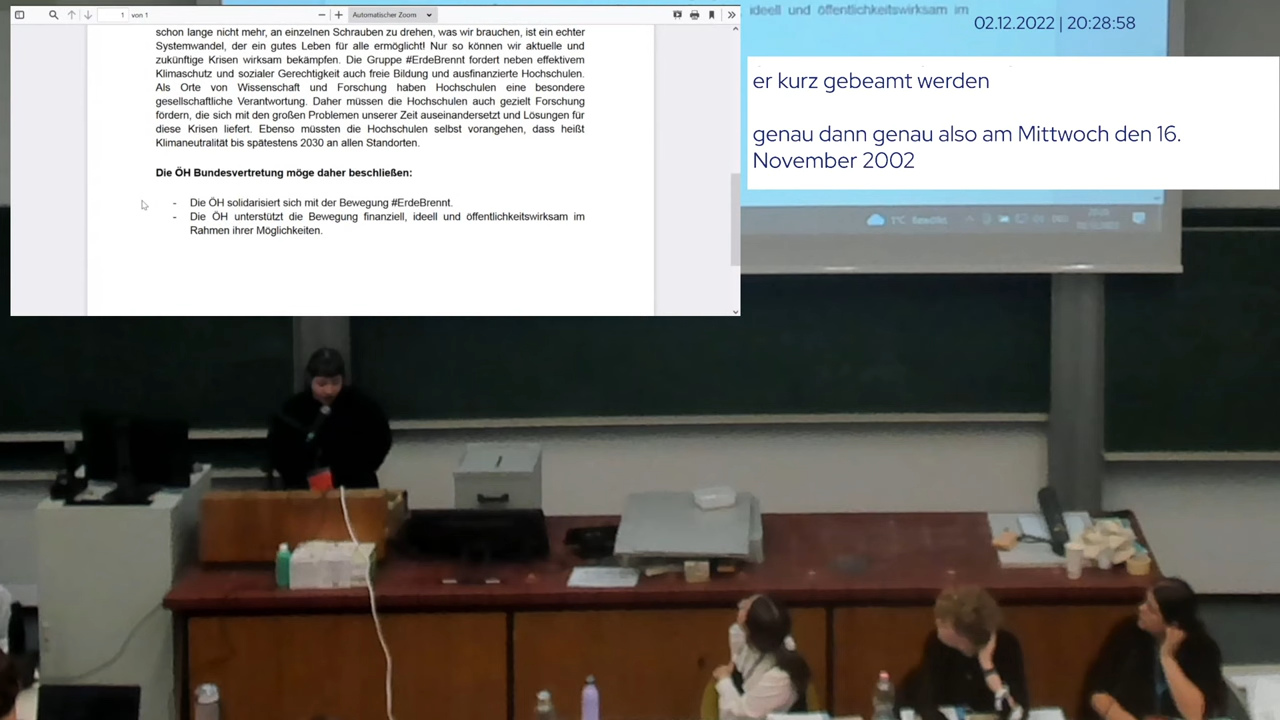 1 von 1
Automatischer Zoom
schon lange nicht mehr, an einzelnen Schrauben zu drehen, was wir brauchen, ist ein echter
Systemwandel, der ein gutes Leben für alle ermöglicht! Nur so können wir aktuelle und
zukünftige Krisen wirksam bekämpfen. Die Gruppe #ErdeBrennt fordert neben effektivem
Klimaschutz und sozialer Gerechtigkeit auch freie Bildung und ausfinanzierte Hochschulen.
Als Orte von Wissenschaft und Forschung haben Hochschulen eine besondere
gesellschaftliche Verantwortung. Daher müssen die Hochschulen auch gezielt Forschung
fördern, die sich mit den großen Problemen unserer Zeit auseinandersetzt und Lösungen für
diese Krisen liefert. Ebenso müssten die Hochschulen selbst vorangehen, dass heißt
Klimaneutralität bis spätestens 2030 an allen Standorten.
Die ÖH Bundesvertretung möge daher beschließen:
- Die ÖH solidarisiert sich mit der Bewegung #ErdeBrennt.
- Die ÖH unterstützt die Bewegung finanziell, ideell und öffentlichkeitswirksam im
Rahmen ihrer Möglichkeiten.
ideell und öffentlichkeitswirksam im
02.12.2022 | 20:28:58
er kurz gebeamt werden
genau dann genau also am Mittwoch den 16.
November 2002
1°C